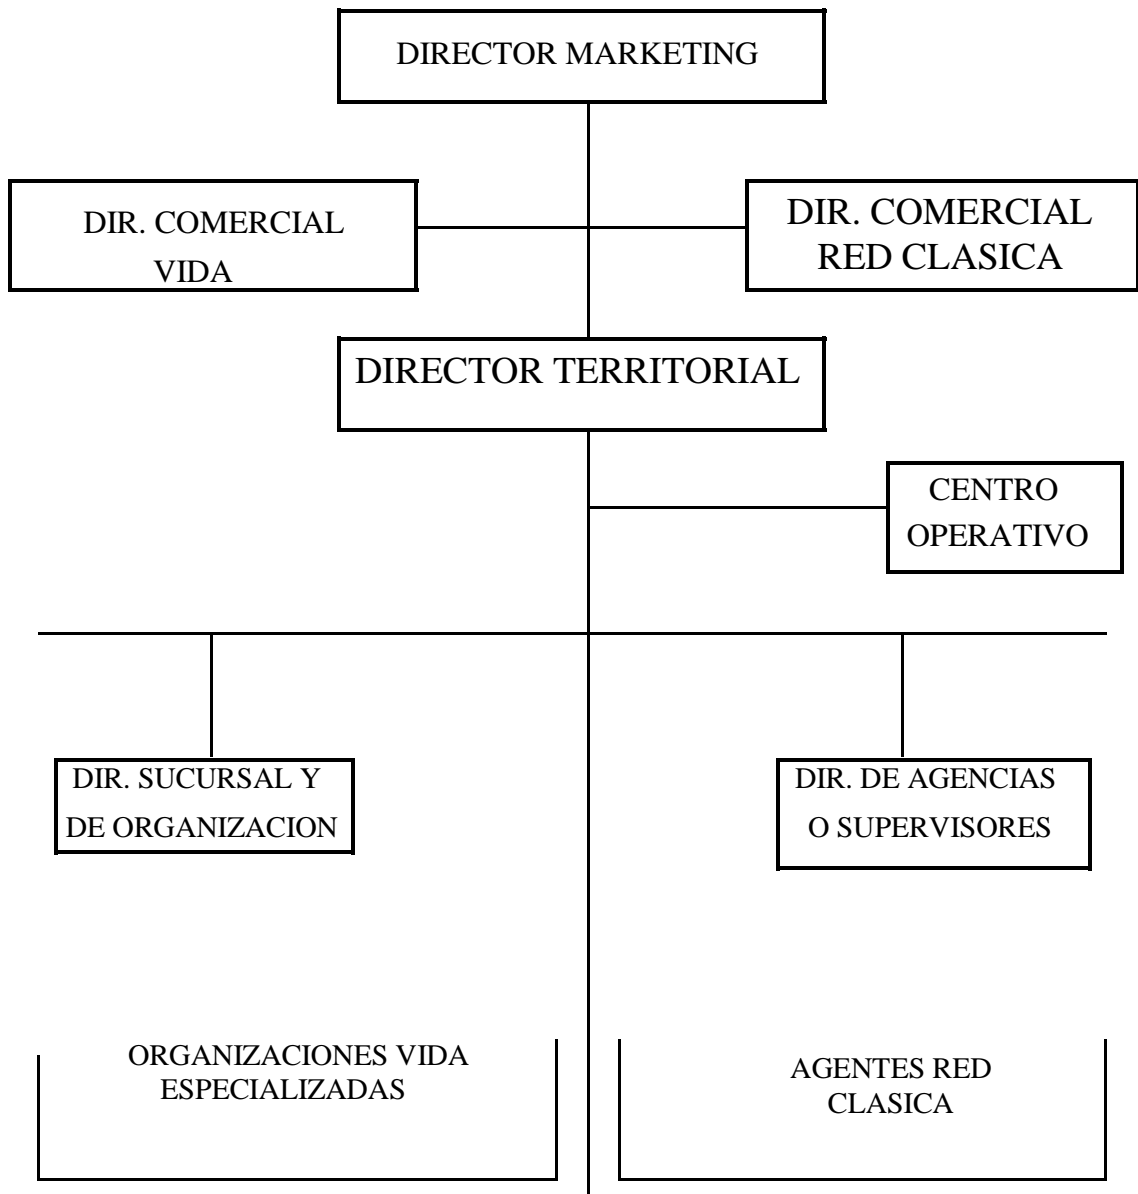 DIRECTOR MARKETING
DIR. COMERCIAL
VIDA
DIR. COMERCIAL
RED CLASICA
DIRECTOR TERRITORIAL
CENTRO
OPERATIVO
DIR. SUCURSAL Y
DE ORGANIZACION
DIR. DE AGENCIAS
O SUPERVISORES
ORGANIZACIONES VIDA
ESPECIALIZADAS
AGENTES RED
CLASICA